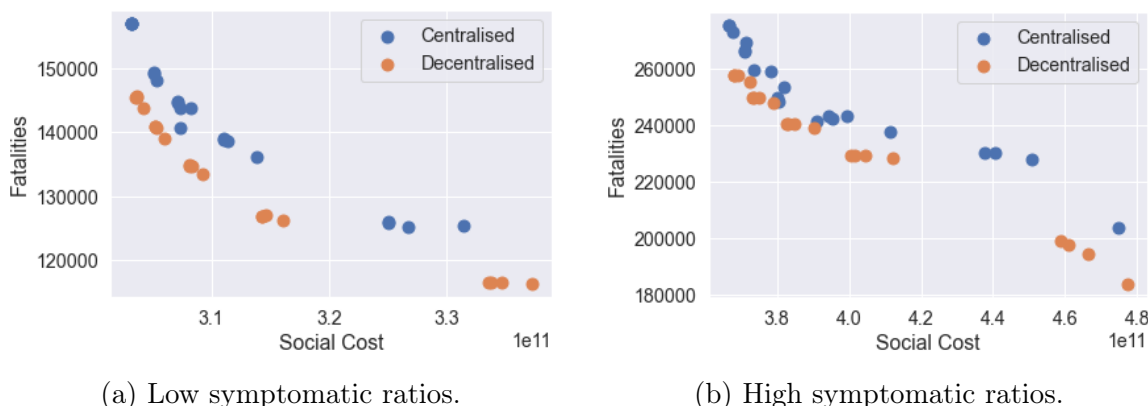 Centralised
Decentralised
150000
140000
130000
120000
Fatalities
3.1
3.2
3.3
Social Cost
1e11
(a) Low symptomatic ratios.
Centralised
Decentralised
260000
240000
220000
200000
180000
Fatalities
3.8
4.0
4.2
4.4
4.6
4.8
Social Cost
1e11
(b) High symptomatic ratios.